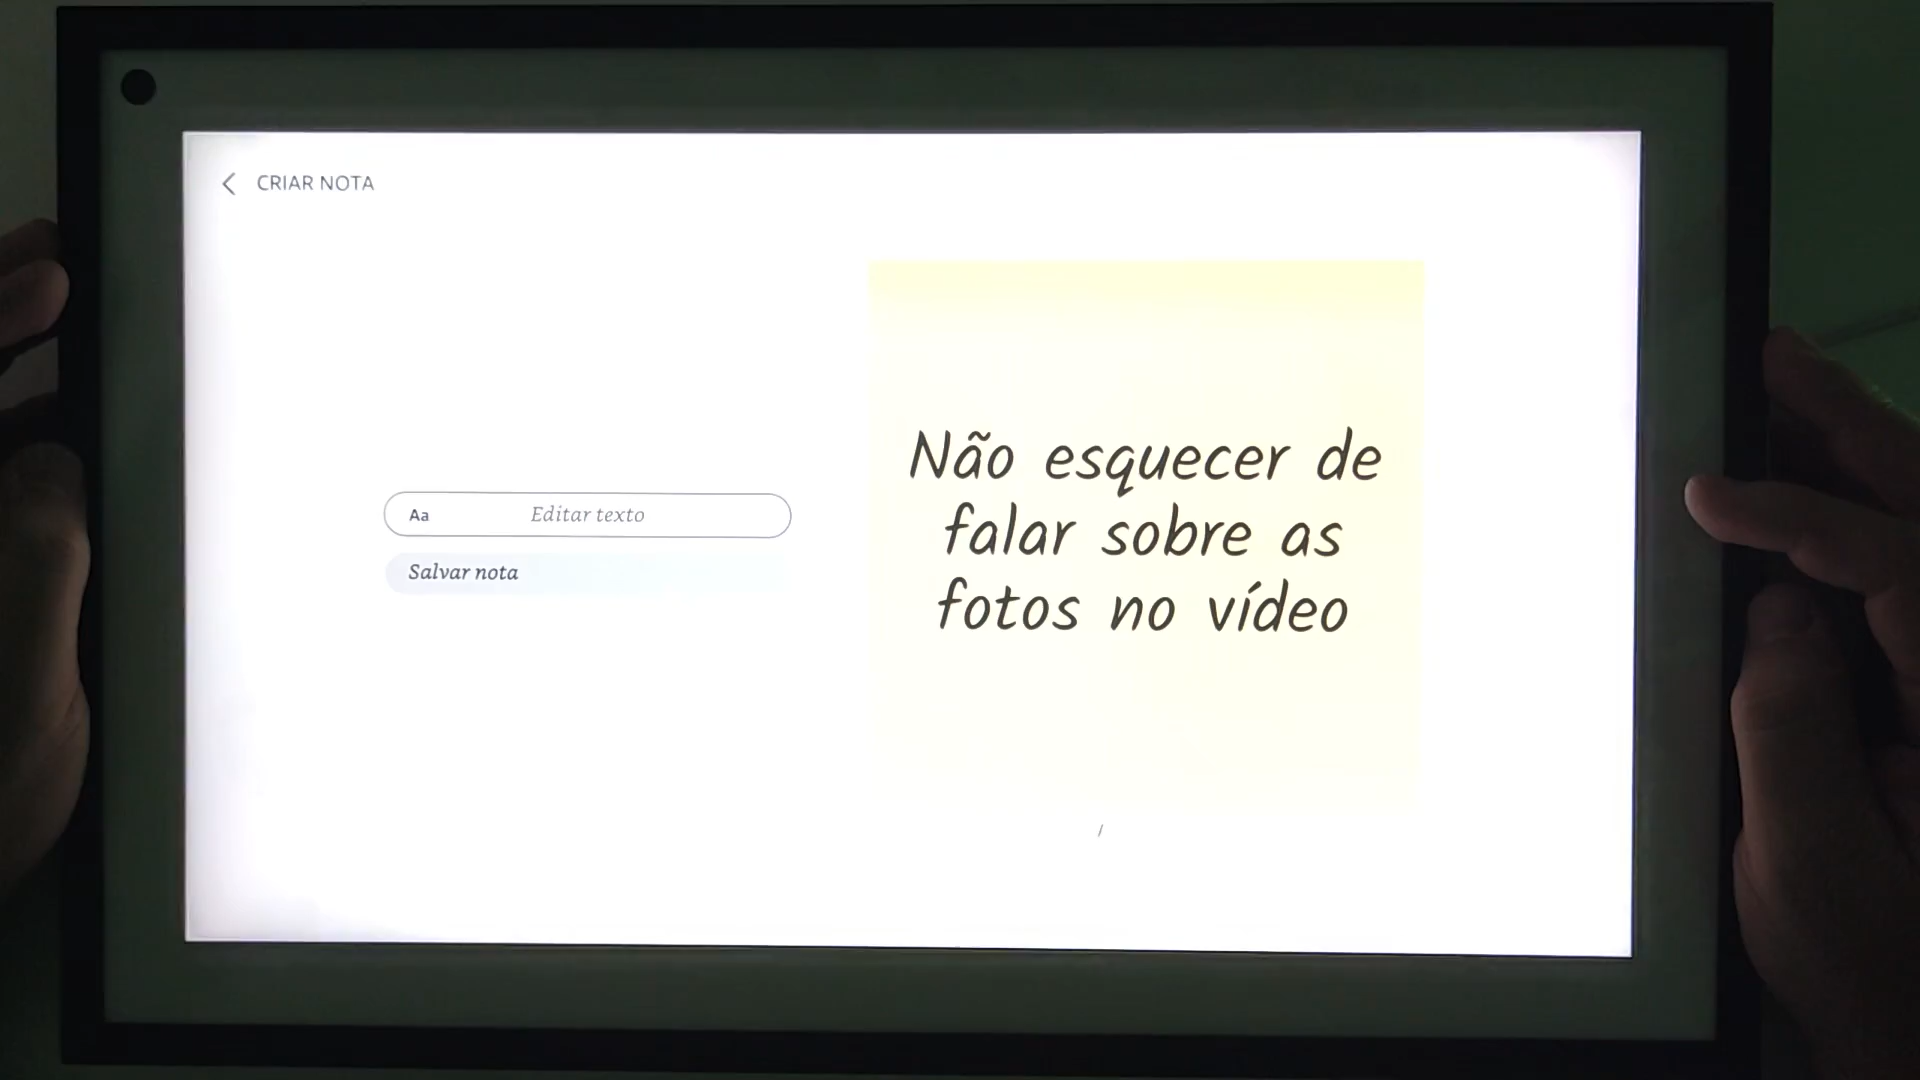 CRIAR NOTA
Aa Editar texto
Salvar nota
Não esquecer de
falar sobre as
fotos no vídeo
/